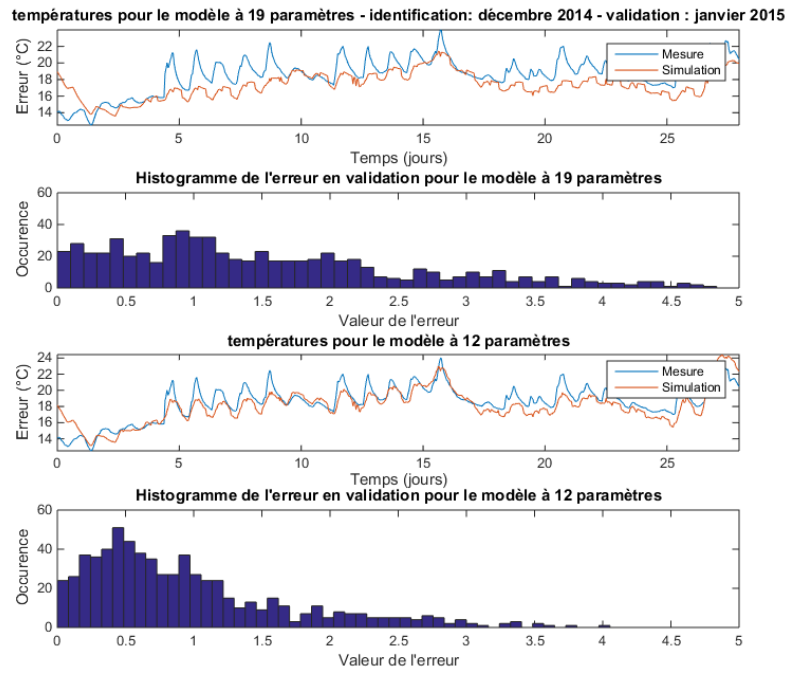 températures pour le modèle à 19 paramètres - identification: décembre 2014 - validation : janvier 2015
Erreur (°C)
22
20
18
16
14
Mesure
Simulation
0 5 10 15 20 25
Temps (jours)
Histogramme de l'erreur en validation pour le modèle à 19 paramètres
Occurence
60
40
20
0
0 0.5 1 1.5 2 2.5 3 3.5 4 4.5 5
Valeur de l'erreur
températures pour le modèle à 12 paramètres
Erreur (°C)
24
22
20
18
16
14
Mesure
Simulation
0 5 10 15 20 25
Temps (jours)
Histogramme de l'erreur en validation pour le modèle à 12 paramètres
Occurence
60
40
20
0
0 0.5 1 1.5 2 2.5 3 3.5 4 4.5 5
Valeur de l'erreur